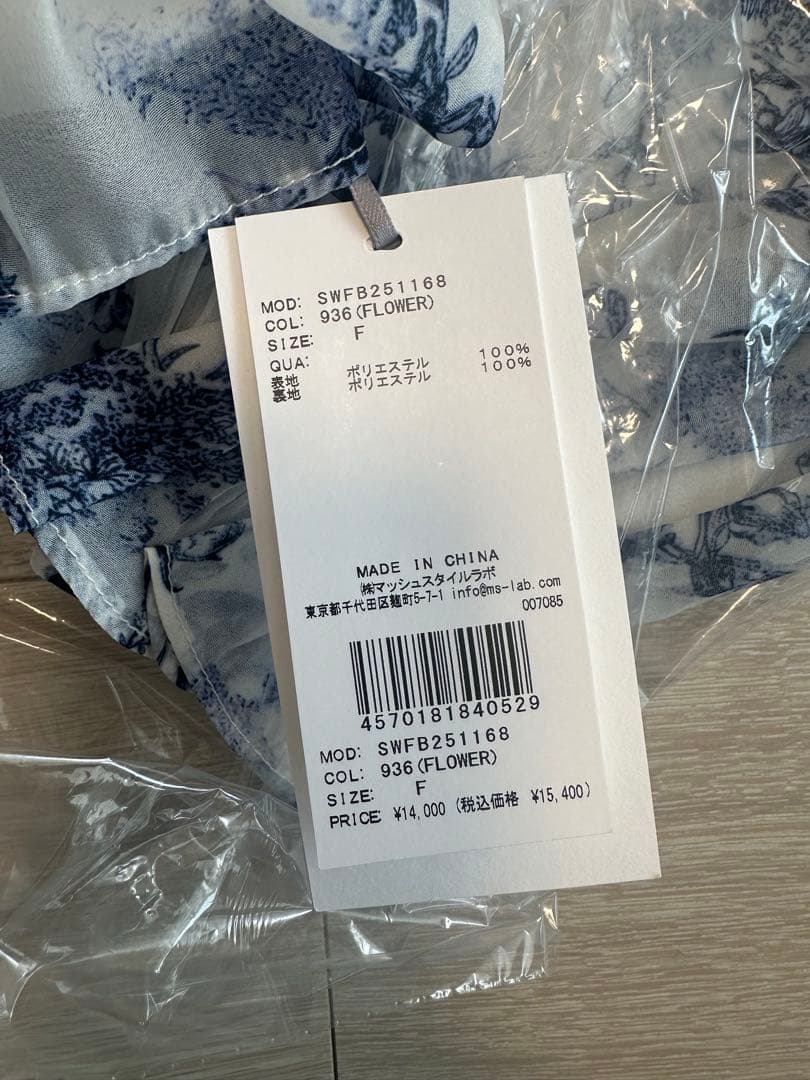 MOD: SWFB251168
COL: 936(FLOWER)
SIZE: F
QUA:
表地 ポリエステル 100%
裏地 ポリエステル 100%
MADE IN CHINA
㈱マッシュスタイルラボ
東京都千代田区麹町5-7-1 info@ms-lab.com
007085
4570181840529
MOD: SWFB251168
COL: 936(FLOWER)
SIZE: F
PRICE: ¥14,000 (税込価格 ¥15,400)